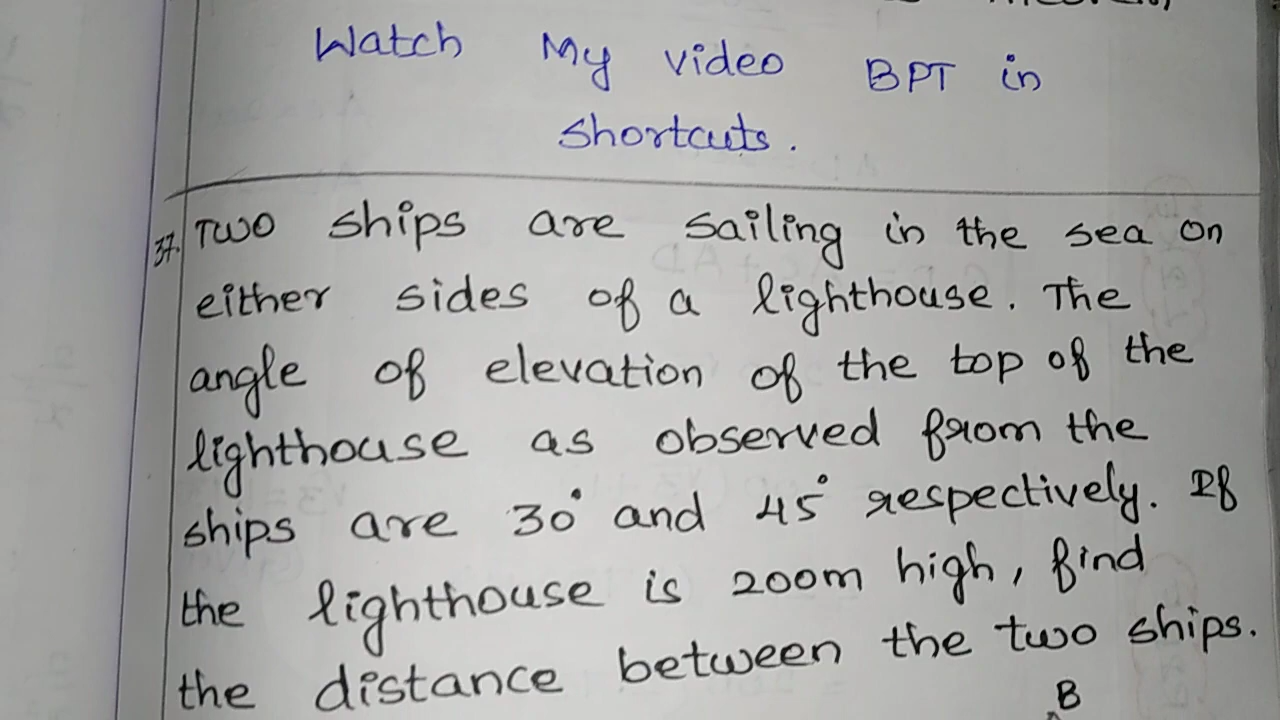 Watch My video BPT in
shortcuts.
37. Two ships are sailing in the sea on
either sides of a lighthouse. The
angle of elevation of the top of the
lighthouse as observed from the
ships are 30° and 45° respectively. If
the lighthouse is 200m high, find
the distance between the two ships.
B